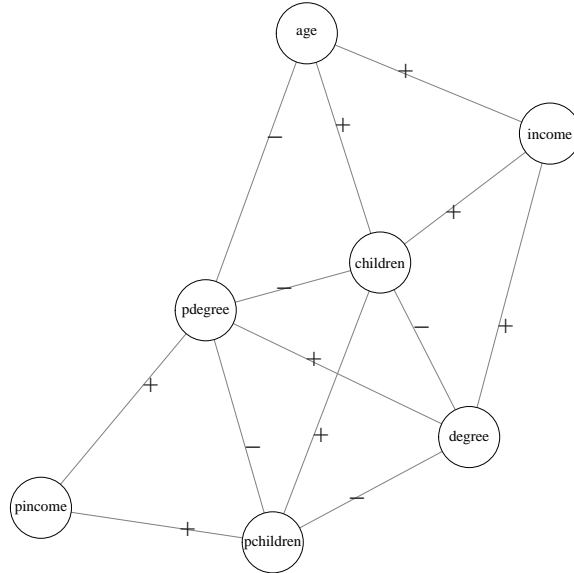 age
+
income
−
+
+
children
−
pdegree
−
+
+
+
+
−
degree
−
pincome
+
pchildren